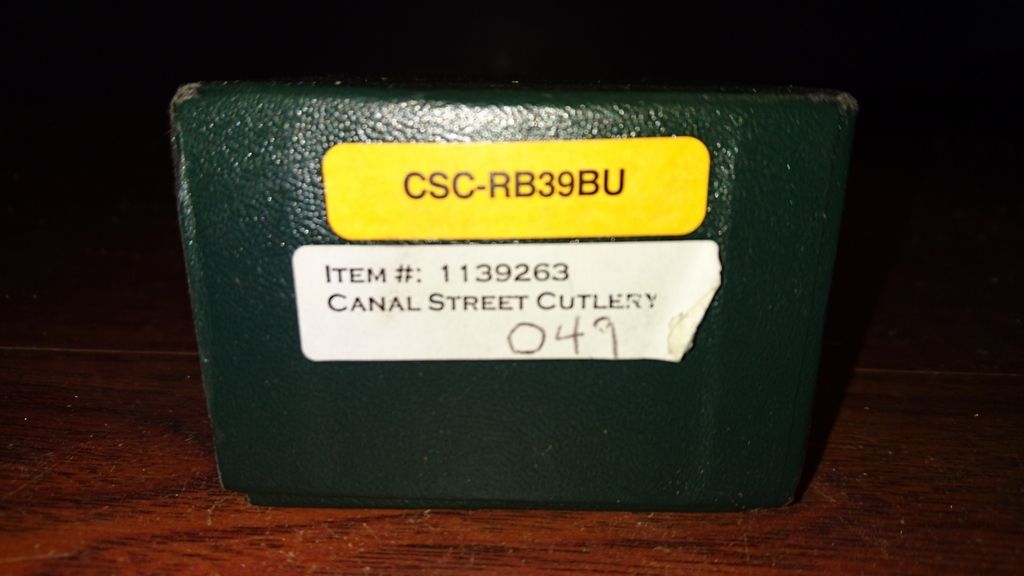 CSC-RB39BU
ITEM #: 1139263
CANAL STREET CUTLERY
049